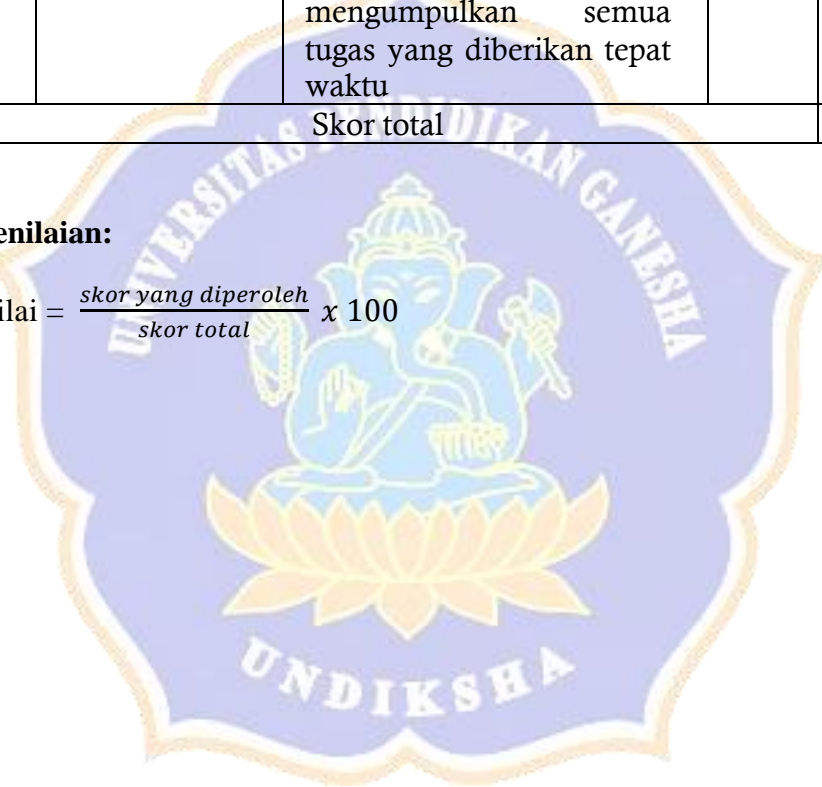 mengumpulkan semua
tugas yang diberikan tepat
waktu
Skor total
enilaian:
ilai = skor yang diperoleh / skor total x 100
UNIVERSITAS PENDIDIKAN GANESHA
UNDIKSHA